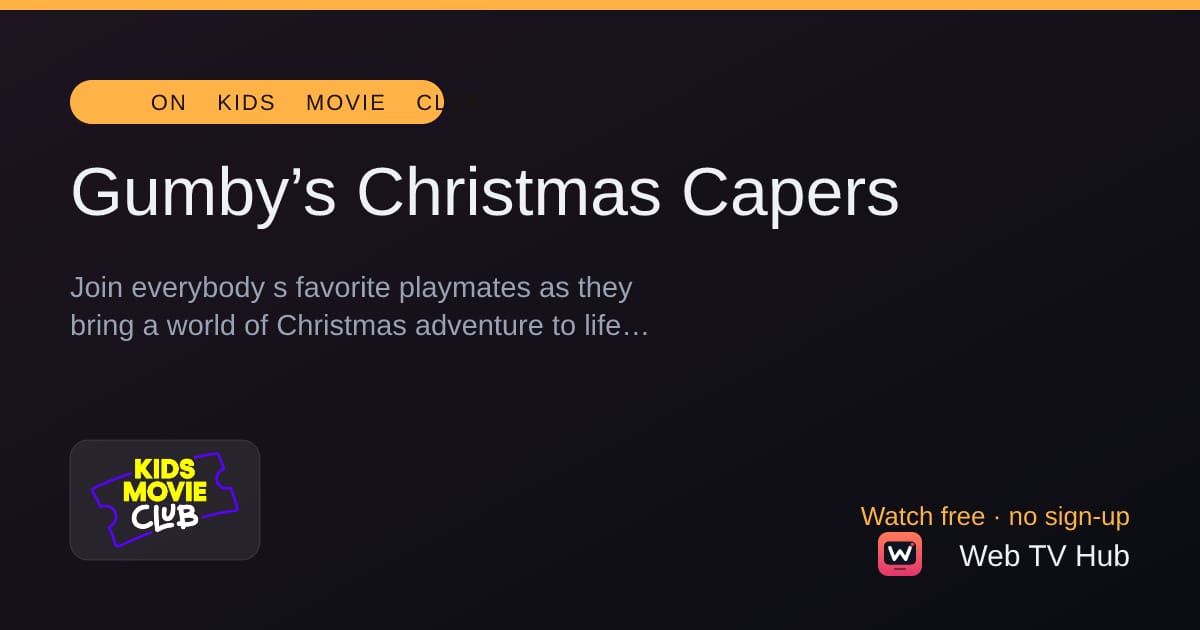 ON KIDS MOVIE CLUB
Gumby’s Christmas Capers
Join everybody s favorite playmates as they
bring a world of Christmas adventure to life…
KIDS
MOVIE
CLUB
Watch free · no sign-up
W
Web TV Hub